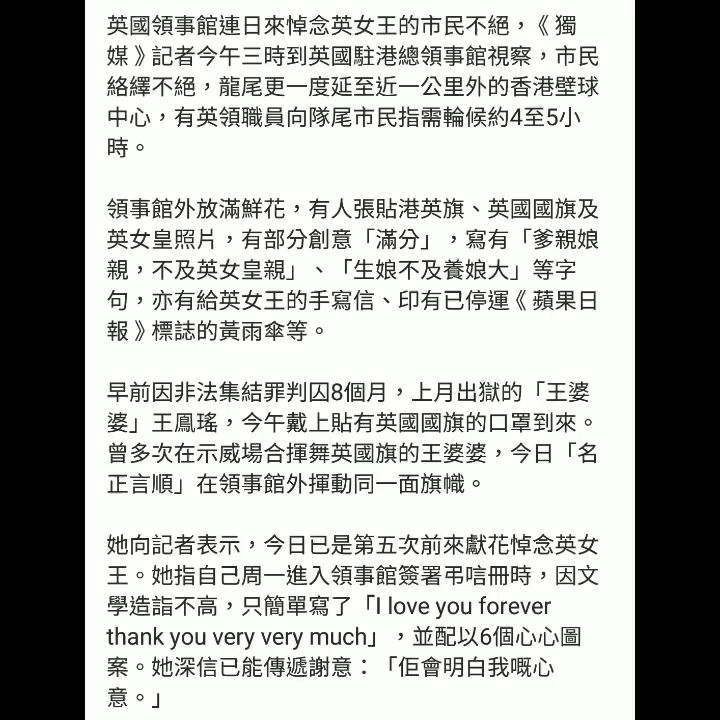 英國領事館連日來悼念英女王的市民不絕，《獨
媒》記者今午三時到英國駐港總領事館視察，市民
絡繹不絕，龍尾更一度延至近一公里外的香港壁球
中心，有英領職員向隊尾市民指需輪候約4至5小
時。
領事館外放滿鮮花，有人張貼港英旗、英國國旗及
英女皇照片，有部分創意「滿分」，寫有「爹親娘
親，不及英女皇親」、「生娘不及養娘大」等字
句，亦有給英女王的手寫信、印有已停運《蘋果日
報》標誌的黃雨傘等。
早前因非法集結罪判囚8個月，上月出獄的「王婆
婆」王鳳瑤，今午戴上貼有英國國旗的口罩到來。
曾多次在示威場合揮舞英國旗的王婆婆，今日「名
正言順」在領事館外揮動同一面旗幟。
她向記者表示，今日已是第五次前來獻花悼念英女
王。她指自己周一進入領事館簽署弔唁冊時，因文
學造詣不高，只簡單寫了「I love you forever
thank you very very much」，並配以6個心心圖
案。她深信已能傳遞謝意：「佢會明白我嘅心
意。」